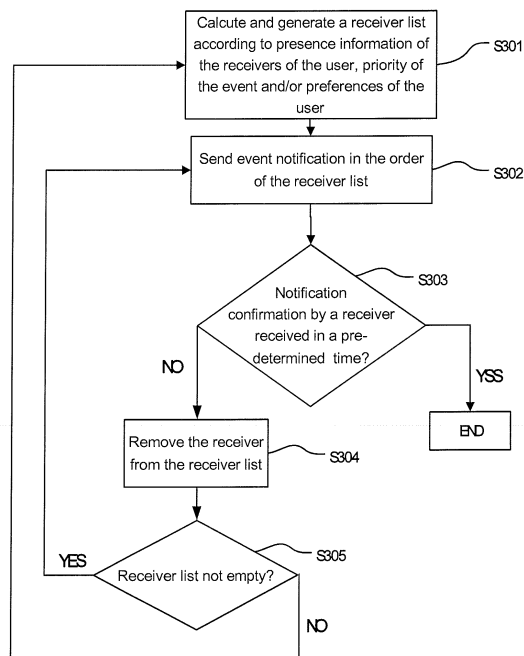 Calcute and generate a receiver list
according to presence information of
the receivers of the user, priority of
the event and/or preferences of the
user
S301
Send event notification in the order
of the receiver list
S302
S303
Notification
confirmation by a receiver
received in a pre-
determined time?
NO
YSS
END
Remove the receiver
from the receiver list
S304
S305
YES
Receiver list not empty?
NO